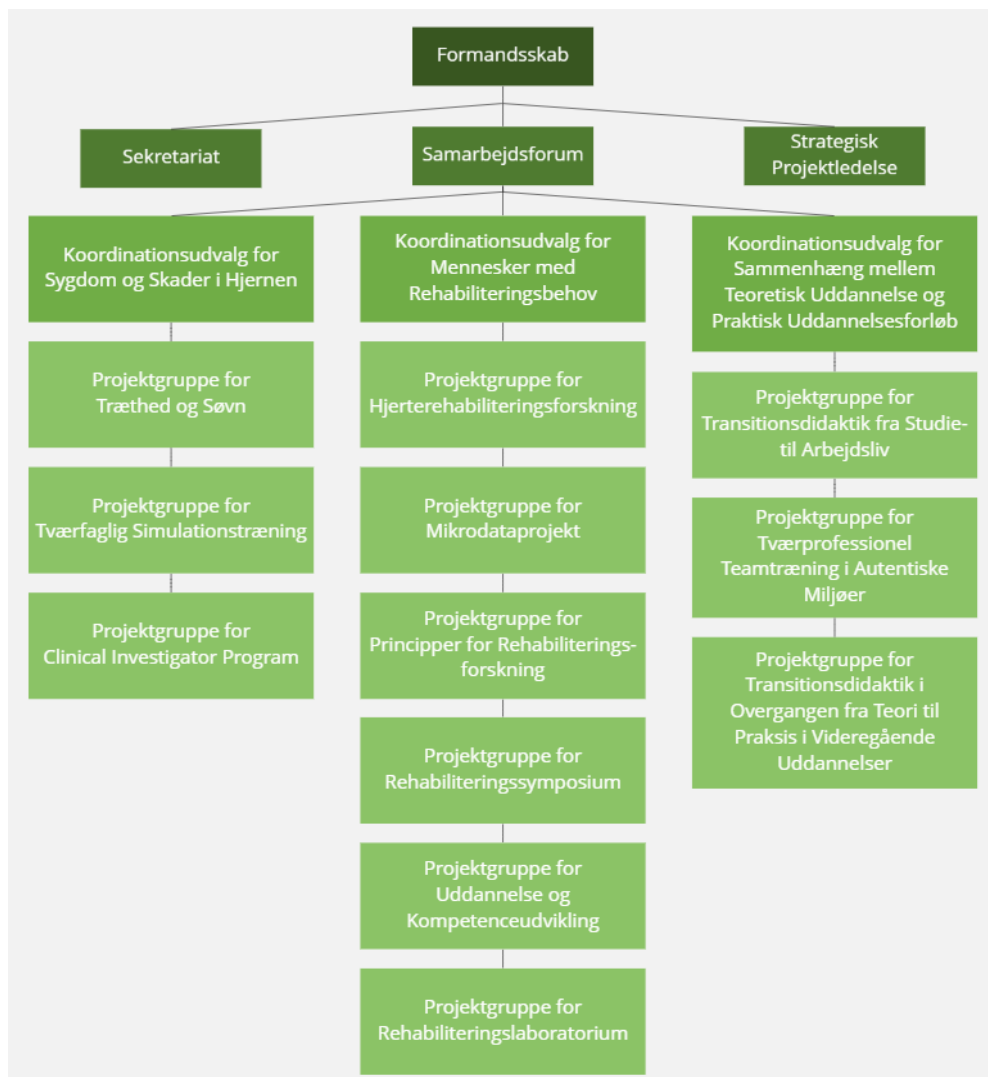 Formandsskab
Sekretariat
Samarbejdsforum
Strategisk
Projektledelse
Koordinationsudvalg for
Sygdom og Skader i Hjernen
Projektgruppe for
Træthed og Søvn
Projektgruppe for
Tværfaglig Simulationstræning
Projektgruppe for
Clinical Investigator Program
Koordinationsudvalg for
Mennesker med
Rehabiliteringsbehov
Projektgruppe for
Hjerterehabiliteringsforskning
Projektgruppe for
Mikrodataprojekt
Projektgruppe for
Principper for Rehabiliterings-
forskning
Projektgruppe for
Rehabiliteringssymposium
Projektgruppe for
Uddannelse og
Kompetenceudvikling
Projektgruppe for
Rehabiliteringslaboratorium
Koordinationsudvalg for
Sammenhæng mellem
Teoretisk Uddannelse og
Praktisk Uddannelsesforløb
Projektgruppe for
Transitionsdidaktik fra Studie-
til Arbejdsliv
Projektgruppe for
Tværprofessionel
Teamtræning i Autentiske
Miljøer
Projektgruppe for
Transitionsdidaktik i
Overgangen fra Teori til
Praksis i Videregående
Uddannelser